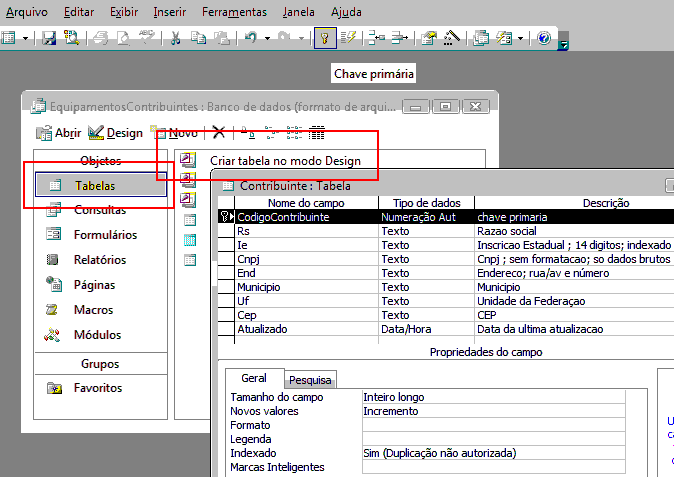 Arquivo Editar Exibir Inserir Ferramentas Janela Ajuda
Chave primária
EquipamentosContribuintes : Banco de dados (formato de arqui...
Abrir Design Novo
Objetos
Criar tabela no modo Design
Tabelas
Consultas
Formulários
Relatórios
Páginas
Macros
Módulos
Grupos
Favoritos
Contribuinte : Tabela
Nome do campo Tipo de dados Descrição
CodigoContribuinte Numeração Aut chave primaria
Rs Texto Razao social
Ie Texto Inscricao Estadual ; 14 digitos; indexado
Cnpj Texto Cnpj ; sem formatacao; so dados brutos
End Texto Endereco; rua/av e número
Municipio Texto Municipio
Uf Texto Unidade da Federaçao
Cep Texto CEP
Atualizado Data/Hora Data da ultima atualizacao
Propriedades do campo
Geral Pesquisa
Tamanho do campo Inteiro longo
Novos valores Incremento
Formato
Legenda
Indexado Sim (Duplicação não autorizada)
Marcas Inteligentes